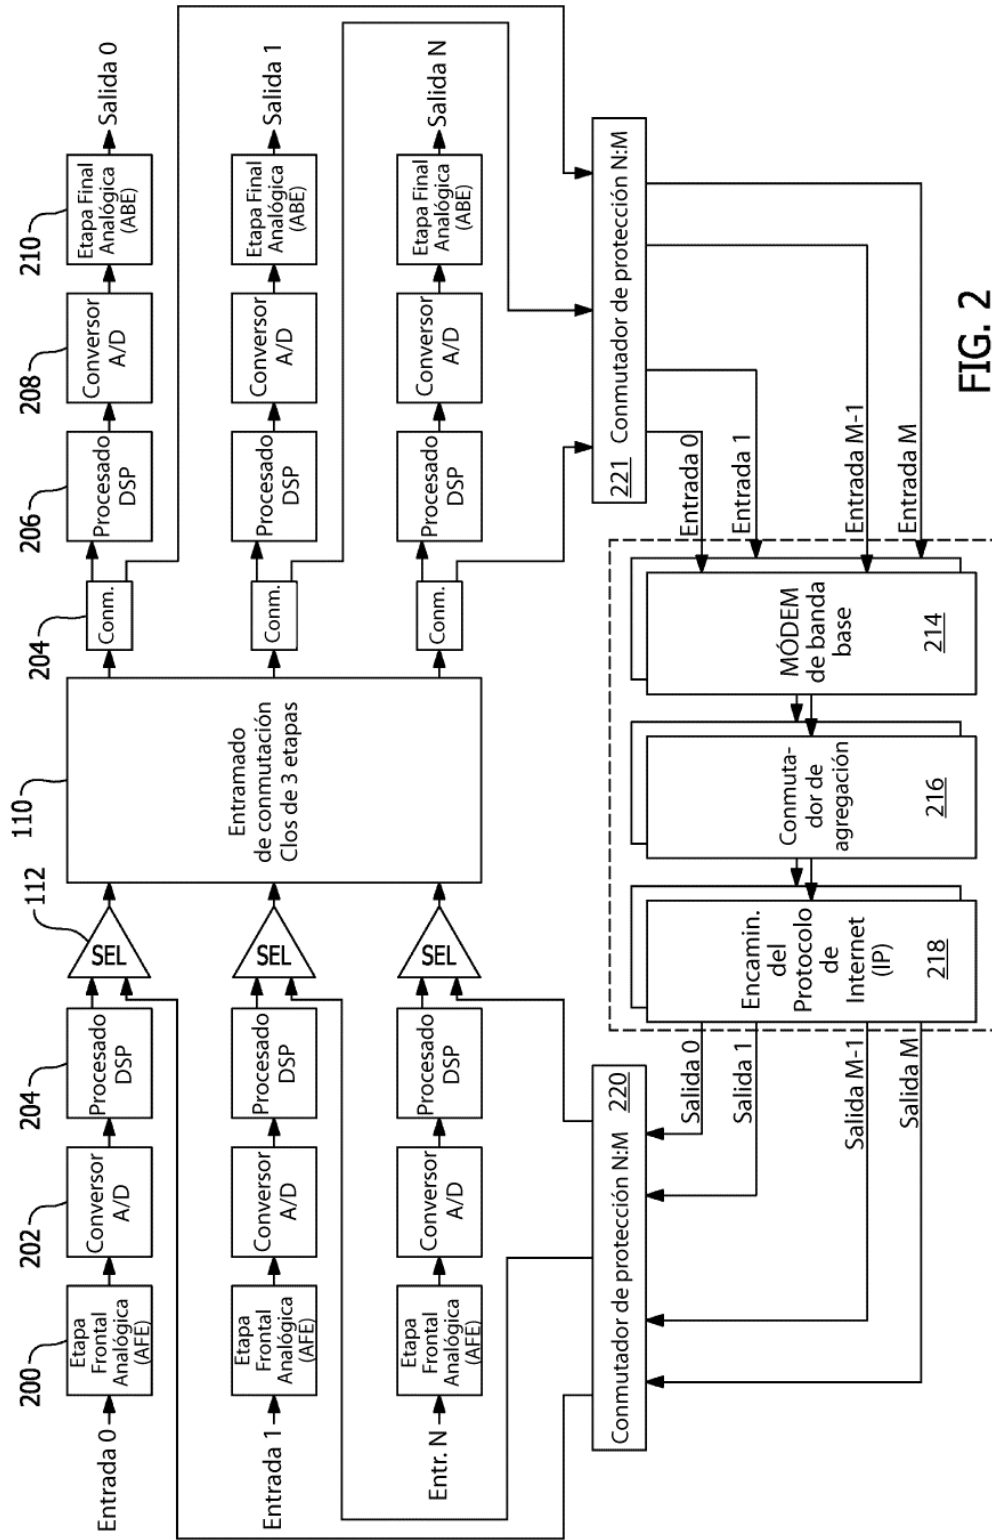 200
202
204
112
110
204
206
208
210
Entrada 0
Etapa
Frontal
Analógica
(AFE)
Conversor
A/D
Procesado
DSP
SEL
Entramado
de conmutación
Clos de 3 etapas
Conm.
Procesado
DSP
Conversor
A/D
Etapa Final
Analógica
(ABE)
Salida 0
Entrada 1
Etapa
Frontal
Analógica
(AFE)
Conversor
A/D
Procesado
DSP
SEL
Conm.
Procesado
DSP
Conversor
A/D
Etapa Final
Analógica
(ABE)
Salida 1
Entr. N
Etapa
Frontal
Analógica
(AFE)
Conversor
A/D
Procesado
DSP
SEL
Conm.
Procesado
DSP
Conversor
A/D
Etapa Final
Analógica
(ABE)
Salida N
Conmutador de protección N:M 220
221 Conmutador de protección N:M
Salida 0
Salida 1
Salida M-1
Salida M
Encamin.
del
Protocolo
de
Internet
(IP)
218
Conmuta-
dor de
agregación
216
MÓDEM
de banda
base
214
Entrada 0
Entrada 1
Entrada M-1
Entrada M
FIG. 2